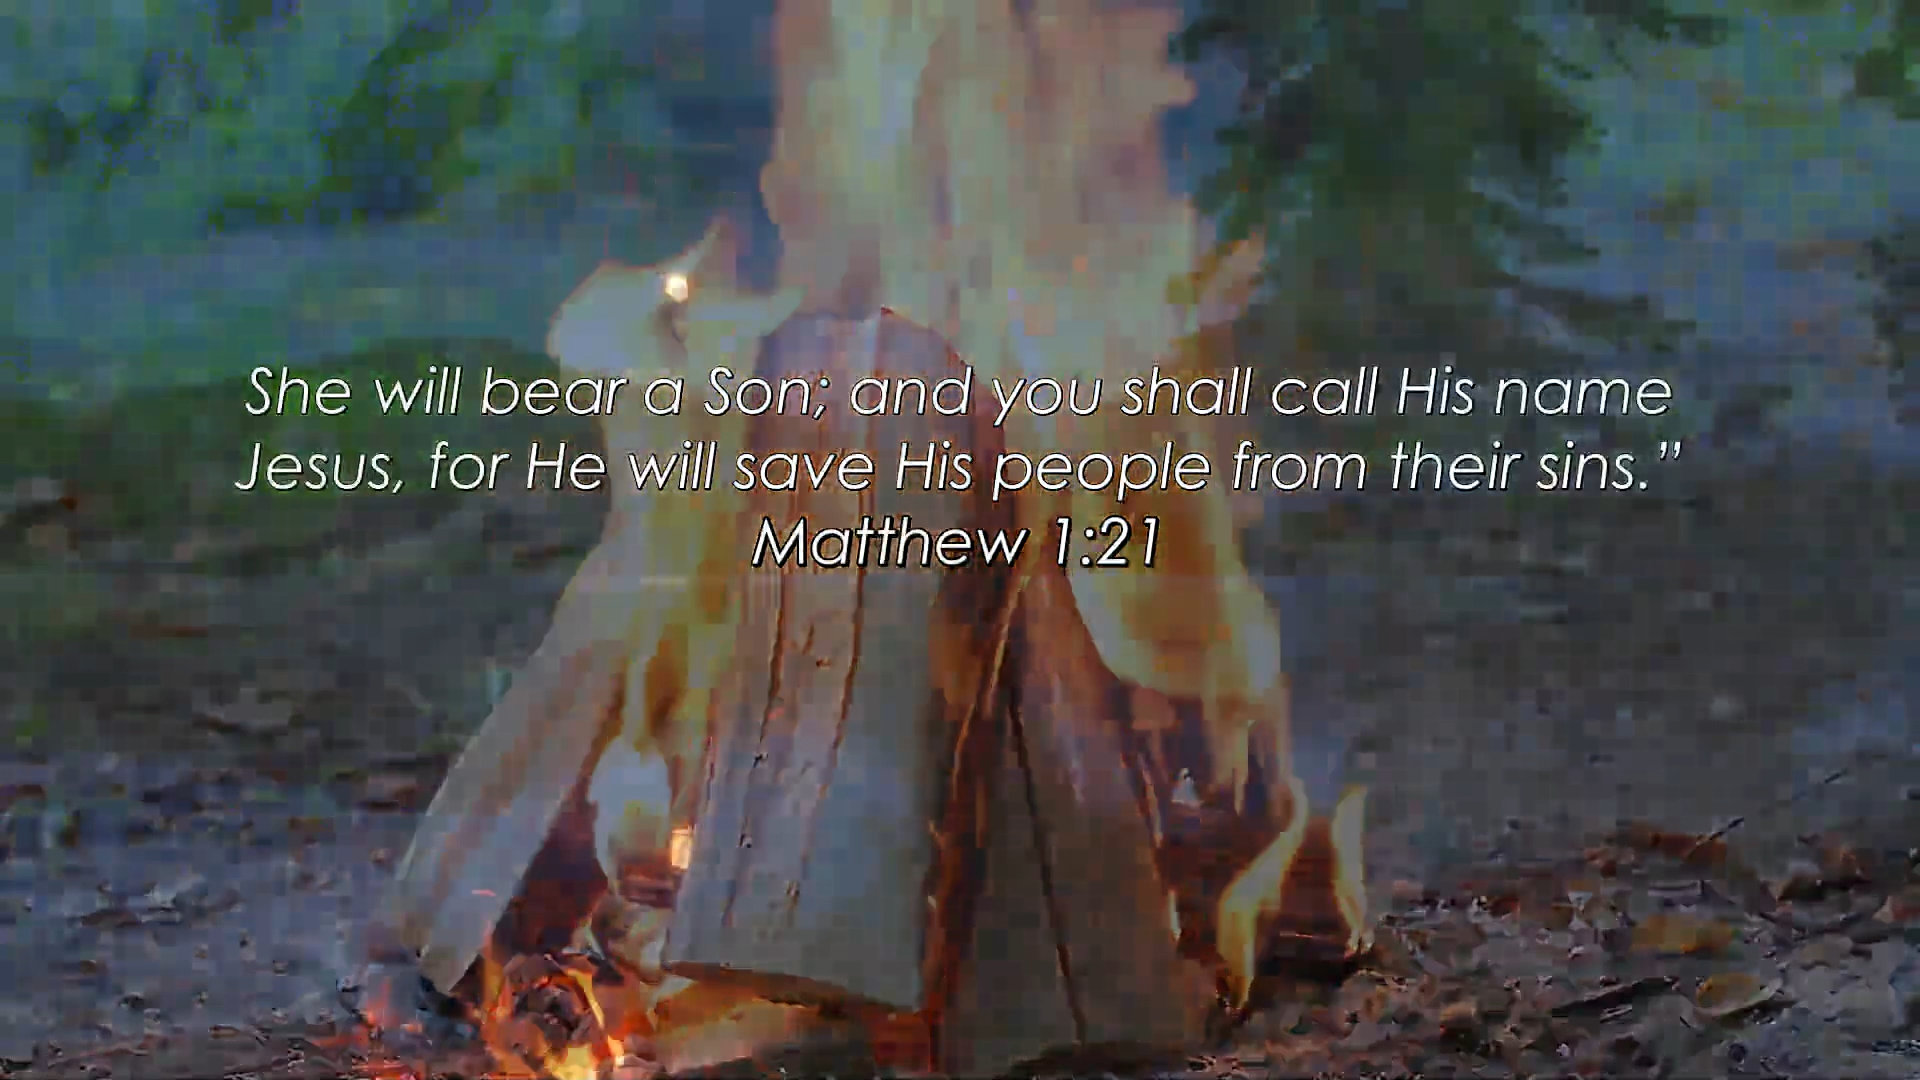 She will bear a Son; and you shall call His name
Jesus, for He will save His people from their sins.”
Matthew 1:21